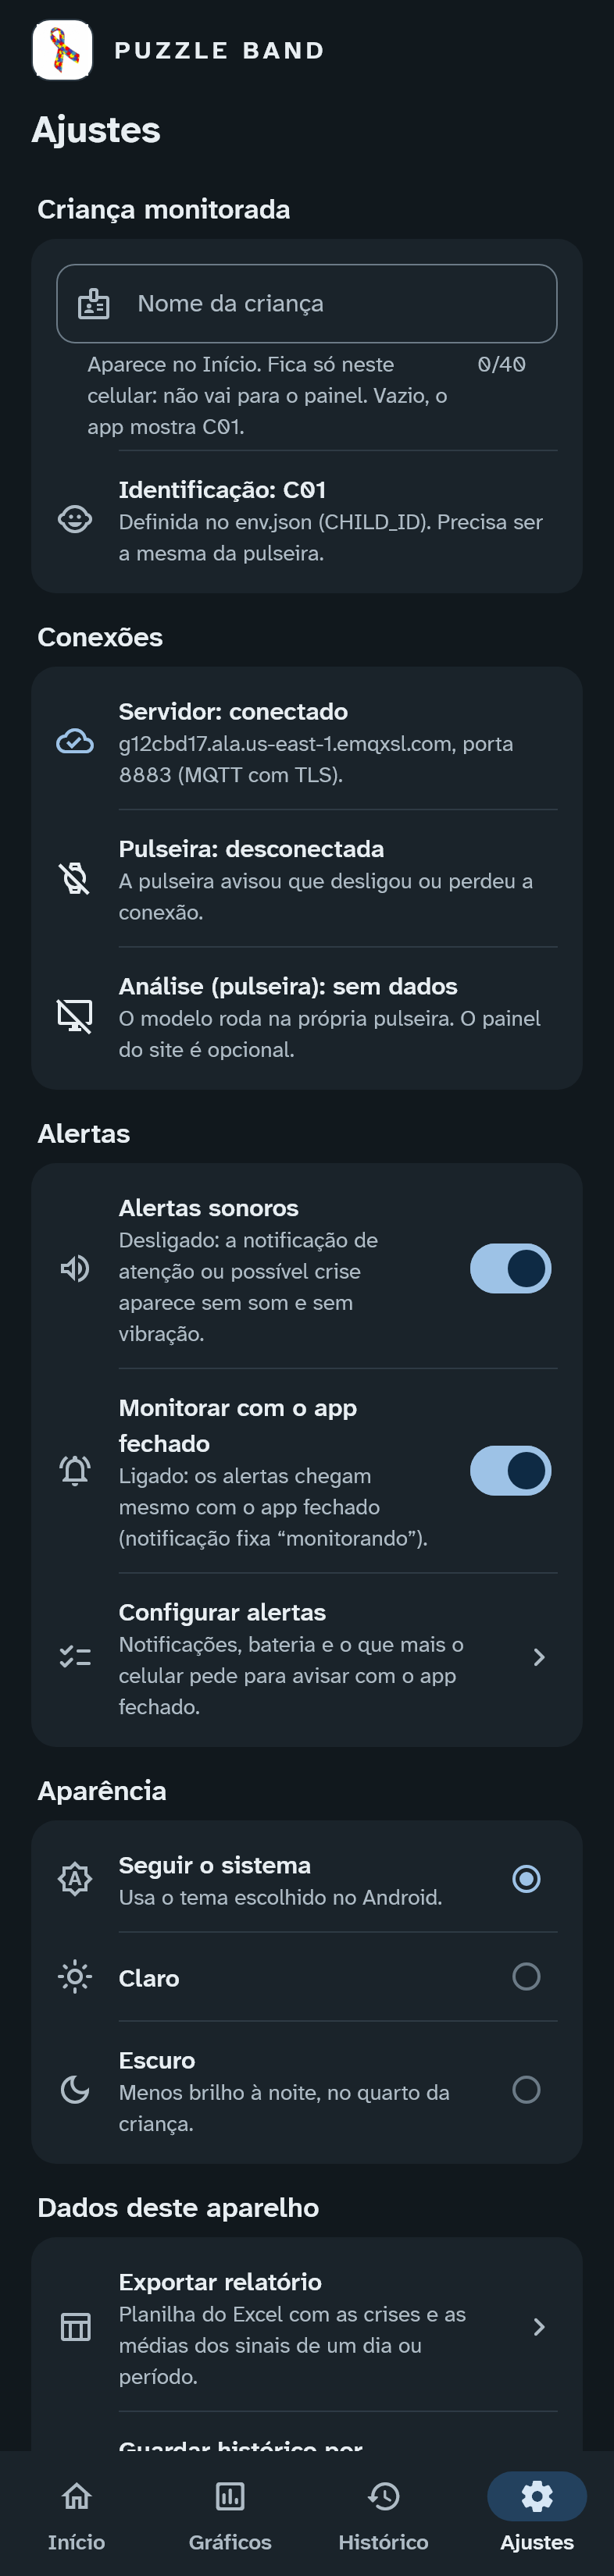 PUZZLE BAND
Ajustes
Criança monitorada
Nome da criança
Aparece no Início. Fica só neste
celular: não vai para o painel. Vazio, o
app mostra C01.
0/40
Identificação: C01
Definida no env.json (CHILD_ID). Precisa ser
a mesma da pulseira.
Conexões
Servidor: conectado
g12cbd17.ala.us-east-1.emqxsl.com, porta
8883 (MQTT com TLS).
Pulseira: desconectada
A pulseira avisou que desligou ou perdeu a
conexão.
Análise (pulseira): sem dados
O modelo roda na própria pulseira. O painel
do site é opcional.
Alertas
Alertas sonoros
Desligado: a notificação de
atenção ou possível crise
aparece sem som e sem
vibração.
Monitorar com o app
fechado
Ligado: os alertas chegam
mesmo com o app fechado
(notificação fixa “monitorando”).
Configurar alertas
Notificações, bateria e o que mais o
celular pede para avisar com o app
fechado.
Aparência
A
Seguir o sistema
Usa o tema escolhido no Android.
Claro
Escuro
Menos brilho à noite, no quarto da
criança.
Dados deste aparelho
Exportar relatório
Planilha do Excel com as crises e as
médias dos sinais de um dia ou
período.
Guardar histórico por
Início
Gráficos
Histórico
Ajustes